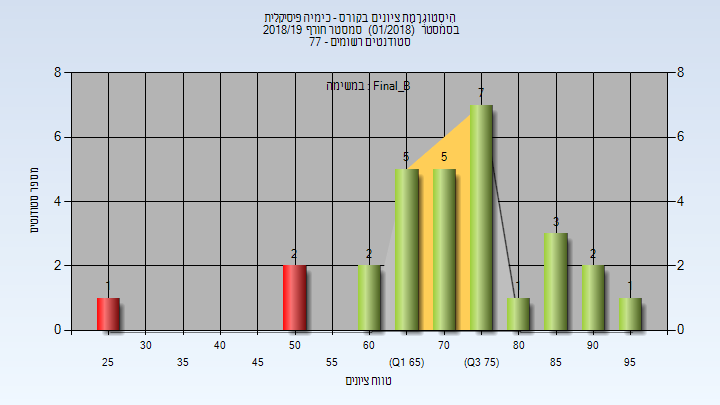 היסטוגרמת ציונים בקורס - כימיה פיסיקלית
בסמסטר (01/2018) סמסטר חורף 2018/19
סטודנטים רשומים - 77
במשימה : Final_B
8 8
6 6
4 4
2 2
0 0
1 2 2 5 5 7 1 3 2 1
מספר סטודנטים
30 40 50 60 70 80 90
25 35 45 55 (Q1 65) (Q3 75) 85 95
טווח ציונים